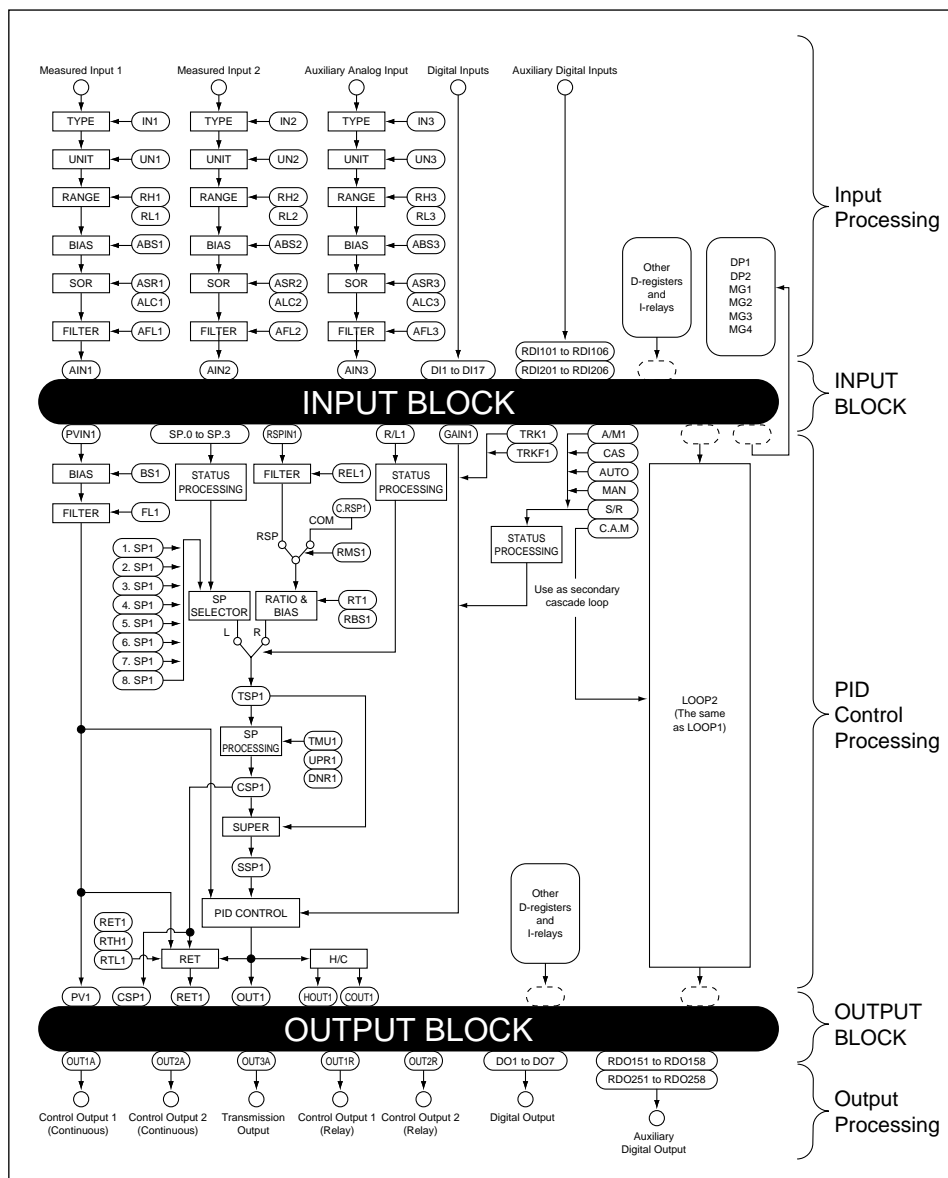 Measured Input 1 Measured Input 2 Auxiliary Analog Input Digital Inputs Auxiliary Digital Inputs
TYPE IN1 TYPE IN2 TYPE IN3
UNIT UN1 UNIT UN2 UNIT UN3
RANGE RH1 RANGE RH2 RANGE RH3
RL1 RL2 RL3
Input
Processing
BIAS ABS1 BIAS ABS2 BIAS ABS3
SOR ASR1 SOR ASR2 SOR ASR3
ALC1 ALC2 ALC3
FILTER AFL1 FILTER AFL2 FILTER AFL3
Other
D-registers
and
I-relays
DP1
DP2
MG1
MG2
MG3
MG4
AIN1 AIN2 AIN3 DI1 to DI17
RDI101 to RDI106
RDI201 to RDI206
INPUT BLOCK
INPUT
BLOCK
PVIN1 SP.0 to SP.3 RSPIN1 R/L1 GAIN1 TRK1 A/M1
TRKF1 CAS
AUTO
MAN
S/R
C.A.M
BIAS BS1
STATUS
PROCESSING
FILTER REL1
STATUS
PROCESSING
FILTER FL1
C.RSP1
COM
RSP
RMS1
STATUS
PROCESSING
Use as secondary
cascade loop
1. SP1
2. SP1
3. SP1
4. SP1
5. SP1
6. SP1
7. SP1
8. SP1
SP
SELECTOR
RATIO &
BIAS
RT1
RBS1
L R
TSP1
LOOP2
(The same
as LOOP1)
PID
Control
Processing
SP
PROCESSING
TMU1
UPR1
DNR1
CSP1
SUPER
SSP1
PID CONTROL
Other
D-registers
and
I-relays
RET1
RTH1
RTL1
RET H/C
PV1 CSP1 RET1 OUT1 HOUT1 COUT1
OUTPUT BLOCK
OUTPUT
BLOCK
OUT1A OUT2A OUT3A OUT1R OUT2R DO1 to DO7 RDO151 to RDO158
RDO251 to RDO258
Control Output 1
(Continuous)
Control Output 2
(Continuous)
Transmission
Output
Control Output 1
(Relay)
Control Output 2
(Relay)
Digital Output
Auxiliary
Digital Output
Output
Processing